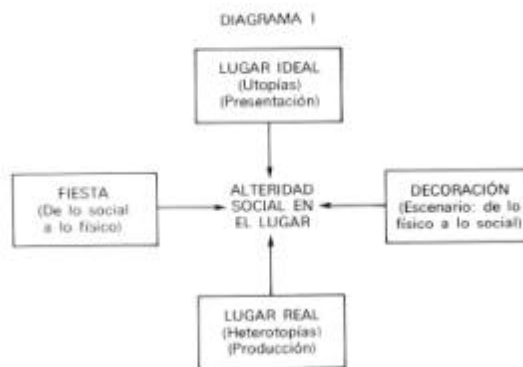 DIAGRAMA I
LUGAR IDEAL
(Utopías)
(Presentación)
FIESTA
(De lo social
a lo físico)
ALTERIDAD
SOCIAL EN
EL LUGAR
DECORACIÓN
(Escenario: de lo
físico a lo social)
LUGAR REAL
(Heterotopías)
(Producción)